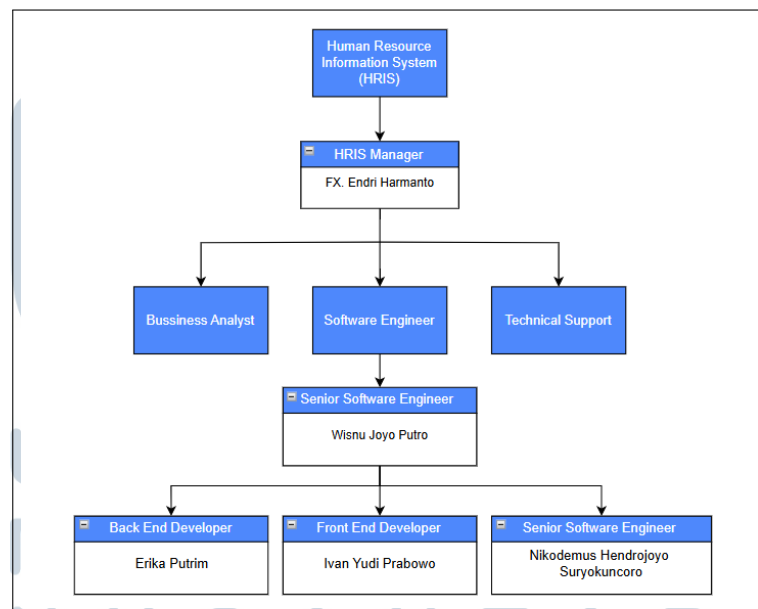 Human Resource
Information System
(HRIS)
HRIS Manager
FX. Endri Harmanto
Bussiness Analyst
Software Engineer
Technical Support
Senior Software Engineer
Wisnu Joyo Putro
Back End Developer
Erika Putrim
Front End Developer
Ivan Yudi Prabowo
Senior Software Engineer
Nikodemus Hendrojoyo
Suryokuncoro